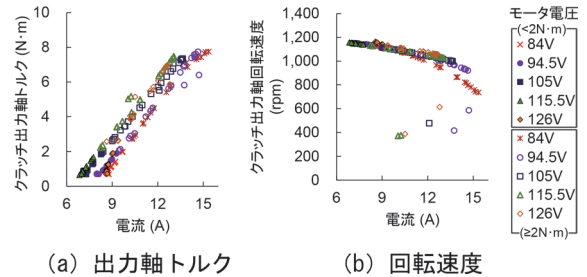 クラッチ出力軸トルク (N·m)
8
6
4
2
0
6
9
12
15
電流 (A)
(a) 出力軸トルク
クラッチ出力軸回転速度
(rpm)
1,400
1,200
1,000
800
600
400
200
0
6
9
12
15
電流 (A)
(b) 回転速度
モータ電圧
(<2N·m)
84V
94.5V
105V
115.5V
126V
84V
94.5V
105V
115.5V
126V
(≥2N·m)